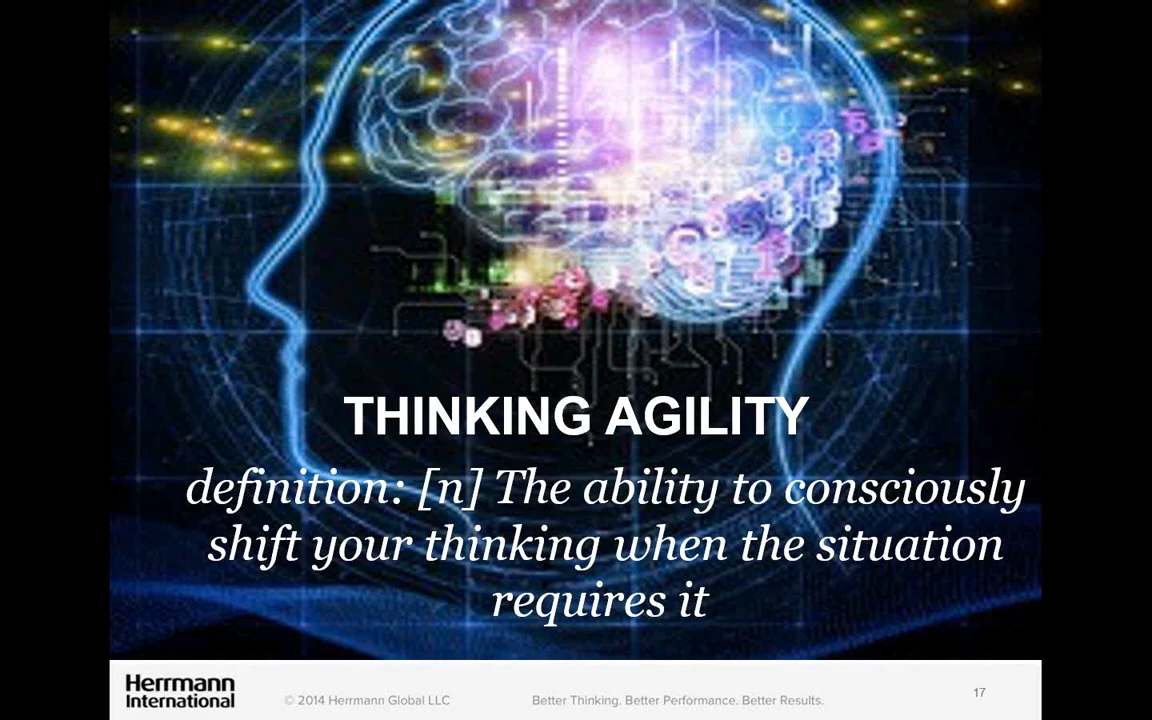 THINKING AGILITY
definition: [n] The ability to consciously
shift your thinking when the situation
requires it
Herrmann
International
© 2014 Herrmann Global LLC
Better Thinking. Better Performance. Better Results.
17